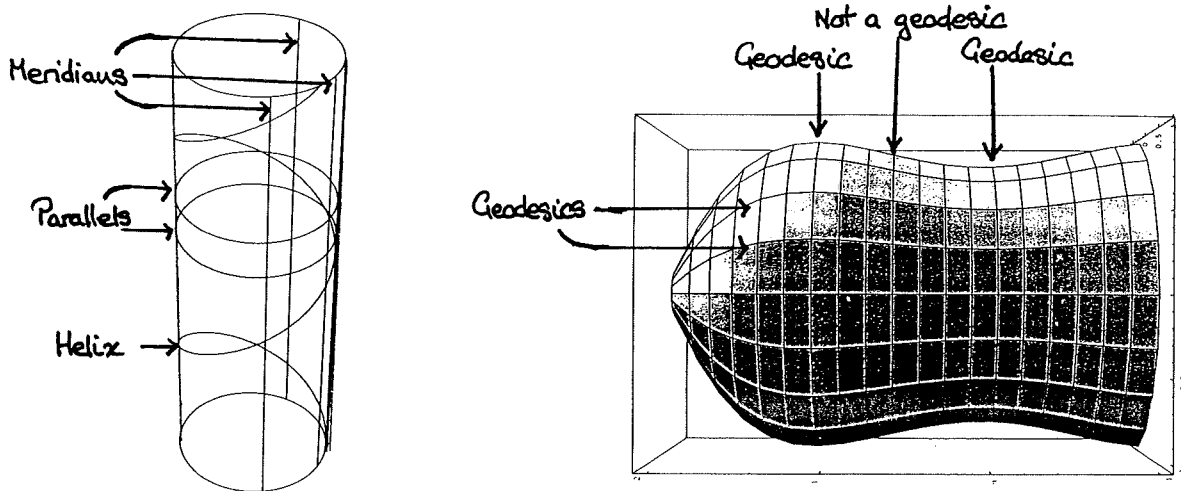 Meridians
Parallels
Helix
Not a geodesic
Geodesic
Geodesic
Geodesics